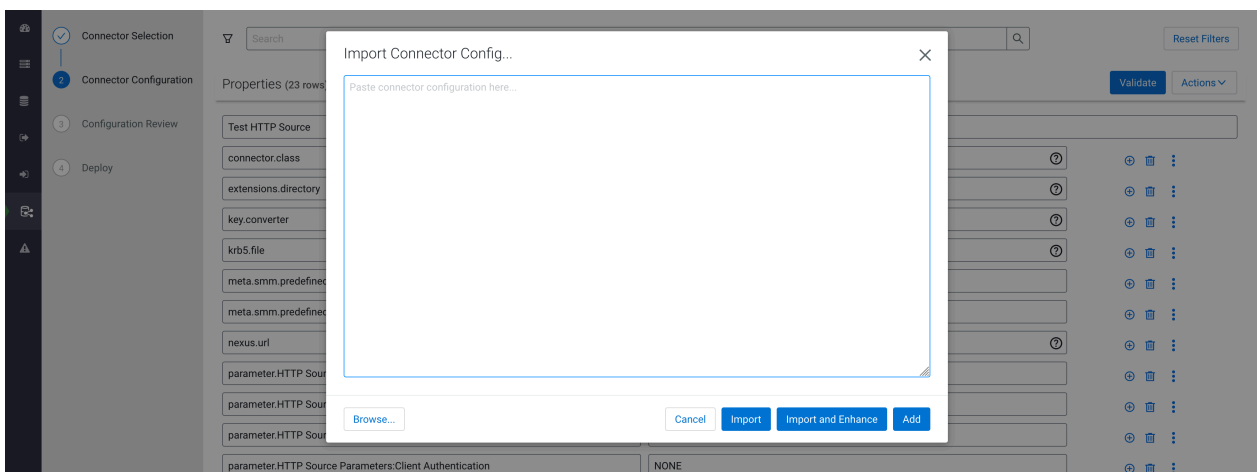 Connector Selection
Search
Reset Filters
Import Connector Config...
2 Connector Configuration
Properties (23 rows)
Validate
Actions
Paste connector configuration here...
3 Configuration Review
Test HTTP Source
4 Deploy
connector.class
extensions.directory
key.converter
krb5.file
meta.smm.predefined
meta.smm.predefined
nexus.url
parameter.HTTP Sour
parameter.HTTP Sour
parameter.HTTP Sour
Browse...
Cancel
Import
Import and Enhance
Add
parameter.HTTP Source Parameters:Client Authentication
NONE